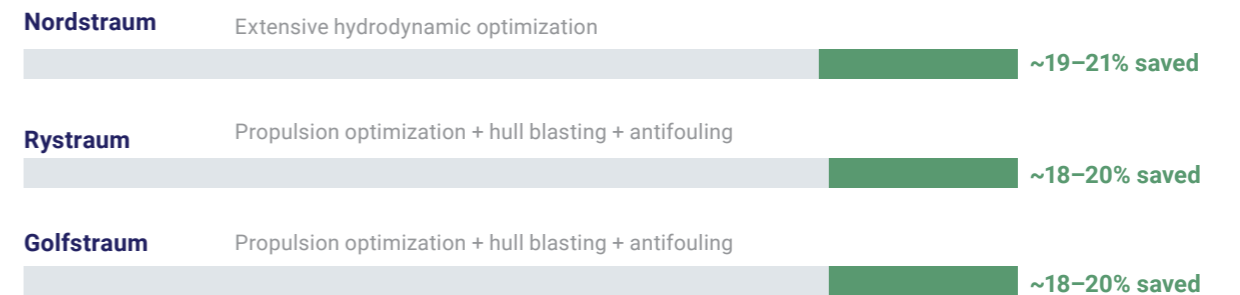 Nordstraum
Extensive hydrodynamic optimization
~19–21% saved
Rystraum
Propulsion optimization + hull blasting + antifouling
~18–20% saved
Golfstraum
Propulsion optimization + hull blasting + antifouling
~18–20% saved